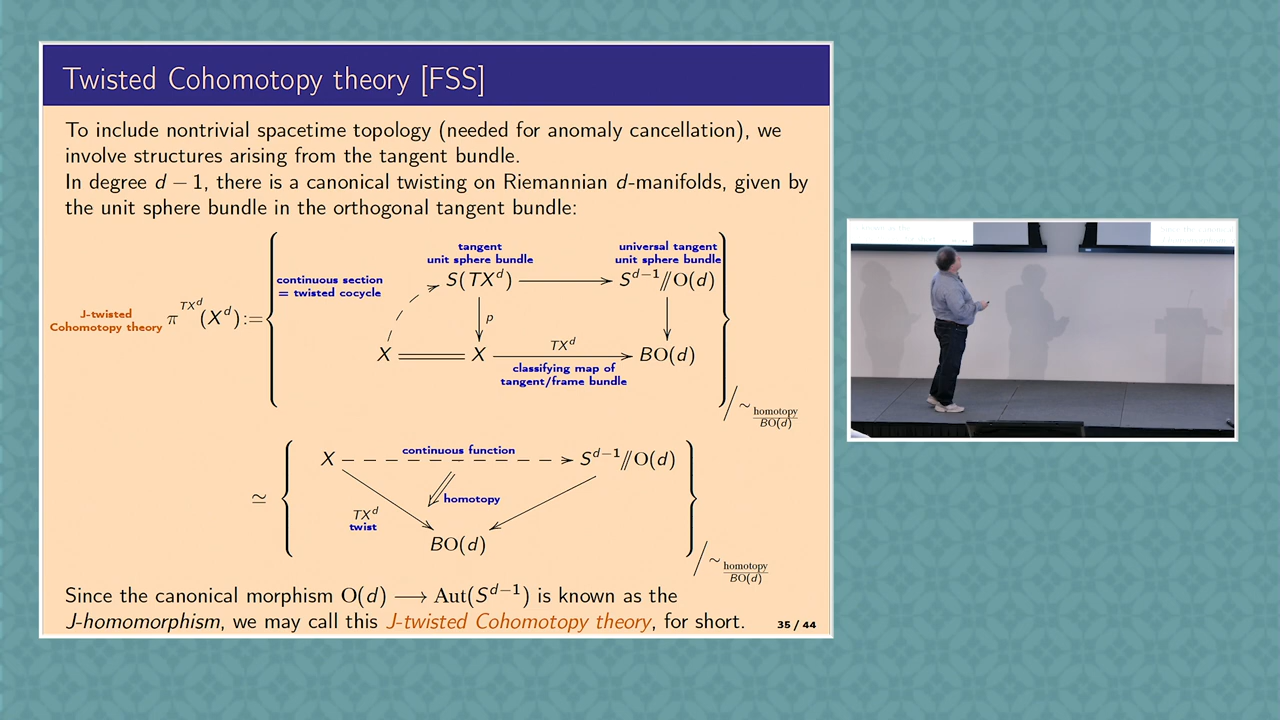 Twisted Cohomotopy theory [FSS]
To include nontrivial spacetime topology (needed for anomaly cancellation), we
involve structures arising from the tangent bundle.
In degree d − 1, there is a canonical twisting on Riemannian d-manifolds, given by
the unit sphere bundle in the orthogonal tangent bundle:
tangent
unit sphere bundle
universal tangent
unit sphere bundle
continuous section
= twisted cocycle
S(TX^d) ⟶ S^{d−1}//O(d)
J-twisted
Cohomotopy theory
π^{TX^d}(X^d) :=
p
X = X ⟶ BO(d)
TX^d
classifying map of
tangent/frame bundle
/∼ homotopy
BO(d)
continuous function
X − − → S^{d−1}//O(d)
≃
homotopy
TX^d
twist
BO(d)
/∼ homotopy
BO(d)
Since the canonical morphism O(d) ⟶ Aut(S^{d−1}) is known as the
J-homomorphism, we may call this J-twisted Cohomotopy theory, for short.
35 / 44